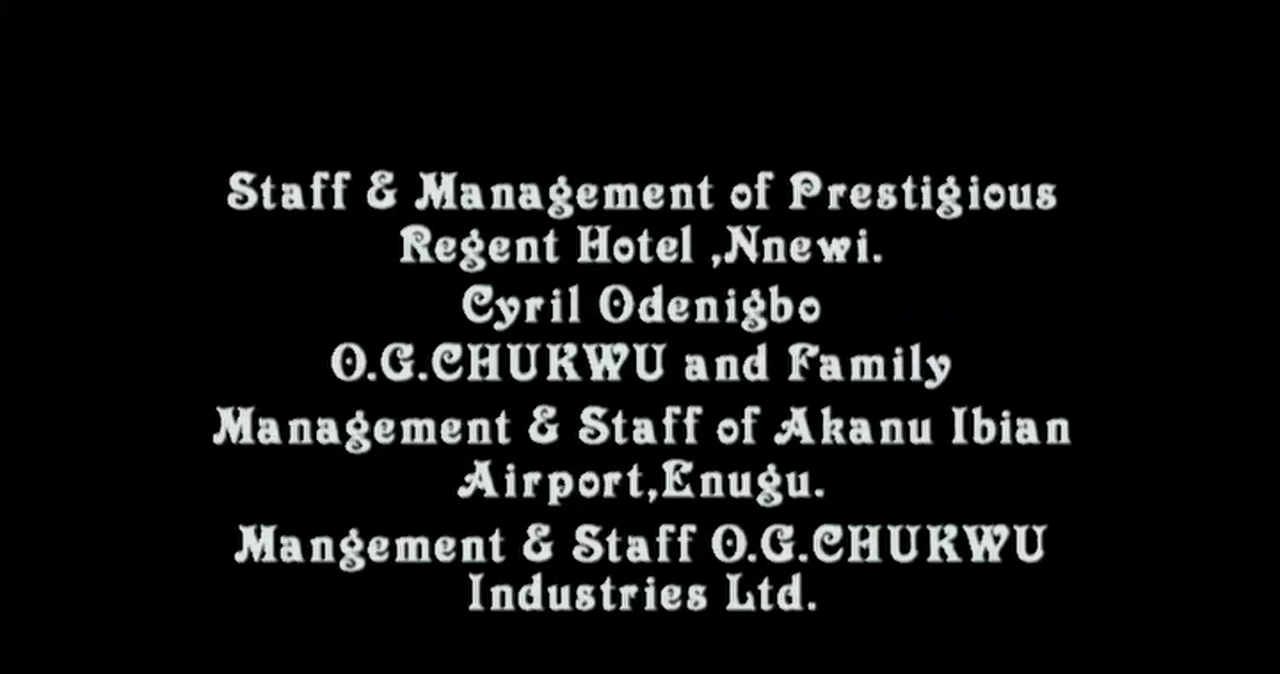 Staff & Management of Prestigious
Regent Hotel ,Nnewi.
Cyril Odenigbo
O.G.CHUKWU and Family
Management & Staff of Akanu Ibian
Airport,Enugu.
Mangement & Staff O.G.CHUKWU
Industries Ltd.